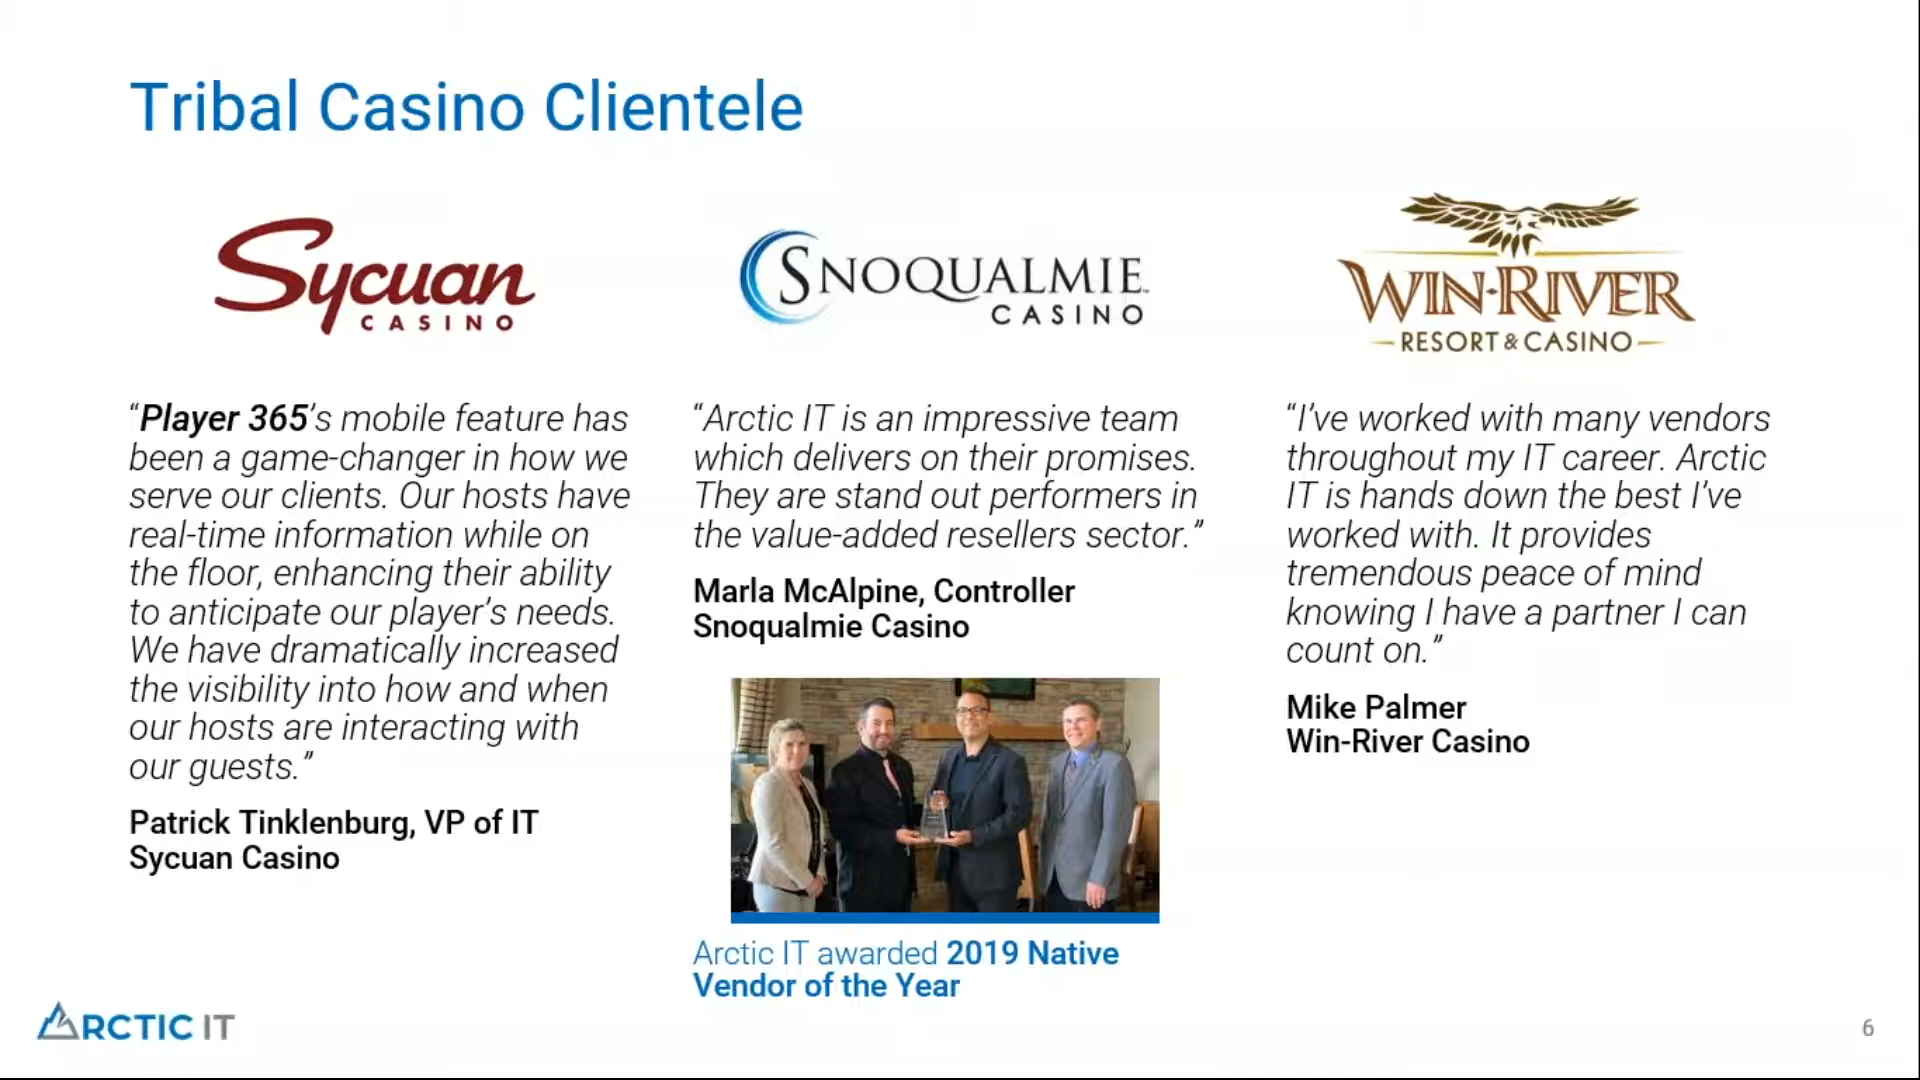 Tribal Casino Clientele
Sycuan
CASINO
"Player 365's mobile feature has
been a game-changer in how we
serve our clients. Our hosts have
real-time information while on
the floor, enhancing their ability
to anticipate our player's needs.
We have dramatically increased
the visibility into how and when
our hosts are interacting with
our guests."
Patrick Tinklenburg, VP of IT
Sycuan Casino
SNOQUALMIE
CASINO
"Arctic IT is an impressive team
which delivers on their promises.
They are stand out performers in
the value-added resellers sector."
Marla McAlpine, Controller
Snoqualmie Casino
Arctic IT awarded 2019 Native
Vendor of the Year
WIN-RIVER
RESORT & CASINO
"I've worked with many vendors
throughout my IT career. Arctic
IT is hands down the best I've
worked with. It provides
tremendous peace of mind
knowing I have a partner I can
count on."
Mike Palmer
Win-River Casino
ARCTIC IT
6